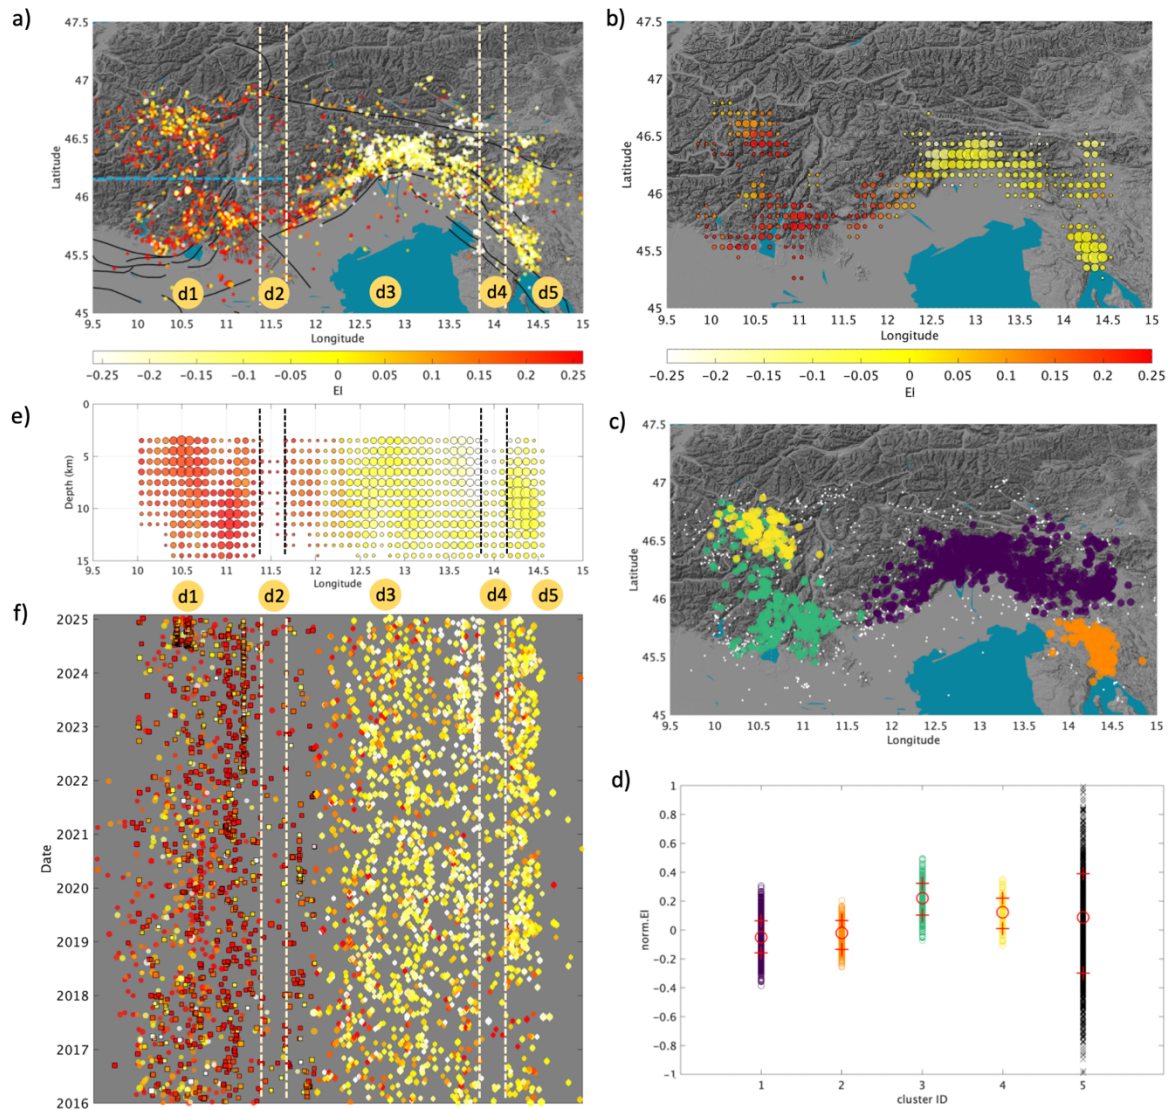 a)
47.5
47
46.5
46
45.5
45
Latitude
d1
d2
d3
d4
d5
9.5 10 10.5 11 11.5 12 12.5 13 13.5 14 14.5 15
Longitude
−0.25 −0.2 −0.15 −0.1 −0.05 0 0.05 0.1 0.15 0.2 0.25
EI
b)
47.5
47
46.5
46
45.5
45
Latitude
9.5 10 10.5 11 11.5 12 12.5 13 13.5 14 14.5 15
Longitude
−0.25 −0.2 −0.15 −0.1 −0.05 0 0.05 0.1 0.15 0.2 0.25
EI
e)
0
5
10
15
Depth (km)
9.5 10 10.5 11 11.5 12 12.5 13 13.5 14 14.5 15
Longitude
c)
47.5
47
46.5
46
45.5
45
Latitude
9.5 10 10.5 11 11.5 12 12.5 13 13.5 14 14.5 15
Longitude
f)
d1
d2
d3
d4
d5
2025
2024
2023
2022
2021
2020
2019
2018
2017
2016
Date
d)
1
0.8
0.6
0.4
0.2
0
−0.2
−0.4
−0.6
−0.8
−1
norm.EI
1 2 3 4 5
cluster ID